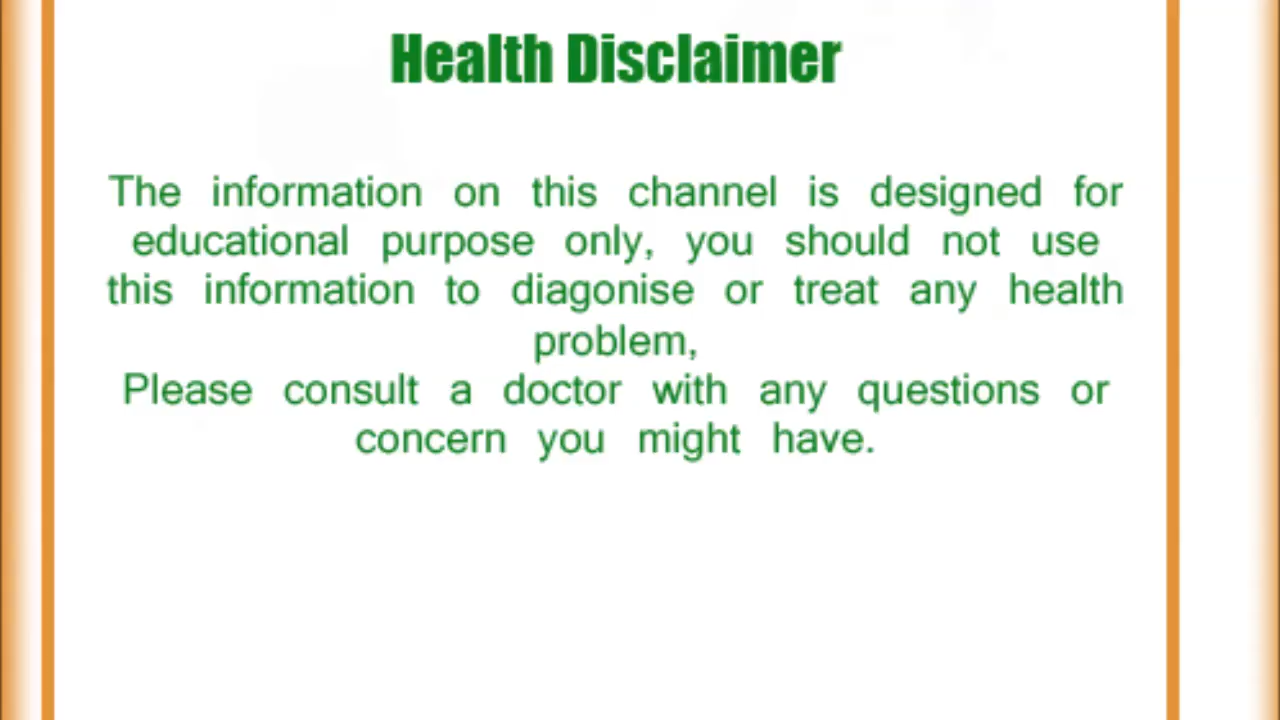 Health Disclaimer
The information on this channel is designed for
educational purpose only, you should not use
this information to diagonise or treat any health
problem,
Please consult a doctor with any questions or
concern you might have.